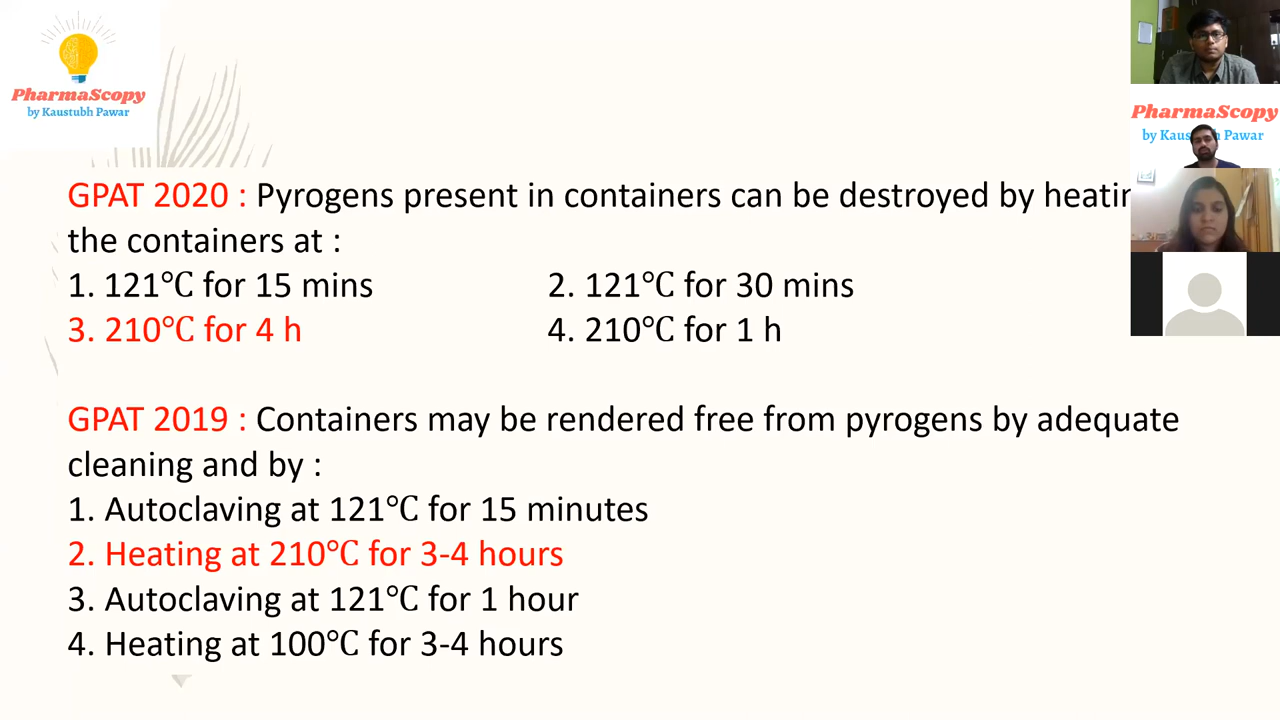 PharmaScopy
by Kaustubh Pawar
PharmaScopy
by Kaus h Pawar
GPAT 2020 : Pyrogens present in containers can be destroyed by heatin
the containers at :
1. 121℃ for 15 mins 2. 121℃ for 30 mins
3. 210℃ for 4 h 4. 210℃ for 1 h
GPAT 2019 : Containers may be rendered free from pyrogens by adequate
cleaning and by :
1. Autoclaving at 121℃ for 15 minutes
2. Heating at 210℃ for 3-4 hours
3. Autoclaving at 121℃ for 1 hour
4. Heating at 100℃ for 3-4 hours